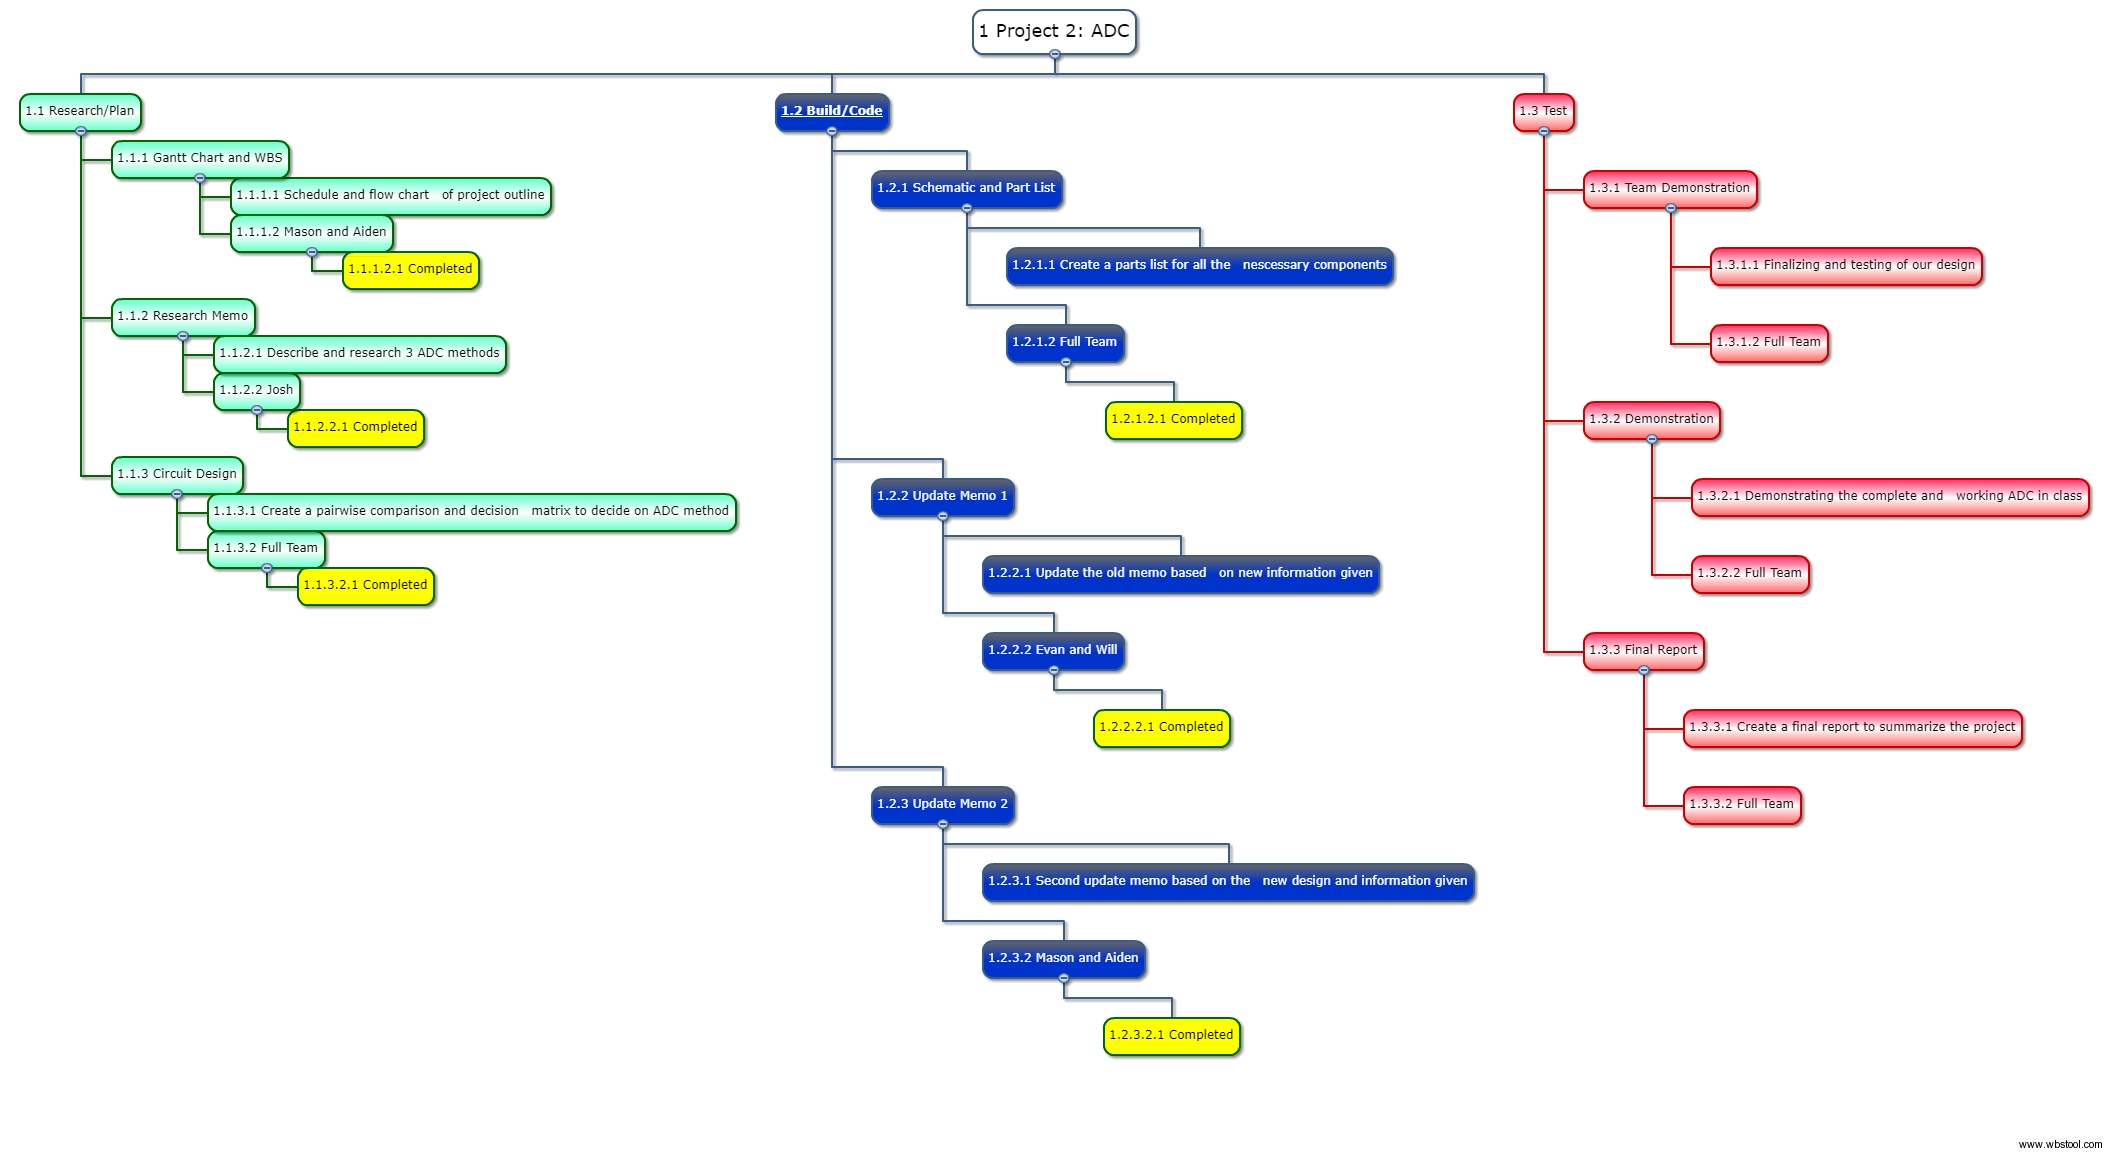 1 Project 2: ADC
1.1 Research/Plan
1.1.1 Gantt Chart and WBS
1.1.1.1 Schedule and flow chart of project outline
1.1.1.2 Mason and Aiden
1.1.1.2.1 Completed
1.1.2 Research Memo
1.1.2.1 Describe and research 3 ADC methods
1.1.2.2 Josh
1.1.2.2.1 Completed
1.1.3 Circuit Design
1.1.3.1 Create a pairwise comparison and decision matrix to decide on ADC method
1.1.3.2 Full Team
1.1.3.2.1 Completed
1.2 Build/Code
1.2.1 Schematic and Part List
1.2.1.1 Create a parts list for all the nescessary components
1.2.1.2 Full Team
1.2.1.2.1 Completed
1.2.2 Update Memo 1
1.2.2.1 Update the old memo based on new information given
1.2.2.2 Evan and Will
1.2.2.2.1 Completed
1.2.3 Update Memo 2
1.2.3.1 Second update memo based on the new design and information given
1.2.3.2 Mason and Aiden
1.2.3.2.1 Completed
1.3 Test
1.3.1 Team Demonstration
1.3.1.1 Finalizing and testing of our design
1.3.1.2 Full Team
1.3.2 Demonstration
1.3.2.1 Demonstrating the complete and working ADC in class
1.3.2.2 Full Team
1.3.3 Final Report
1.3.3.1 Create a final report to summarize the project
1.3.3.2 Full Team
www.wbstool.com